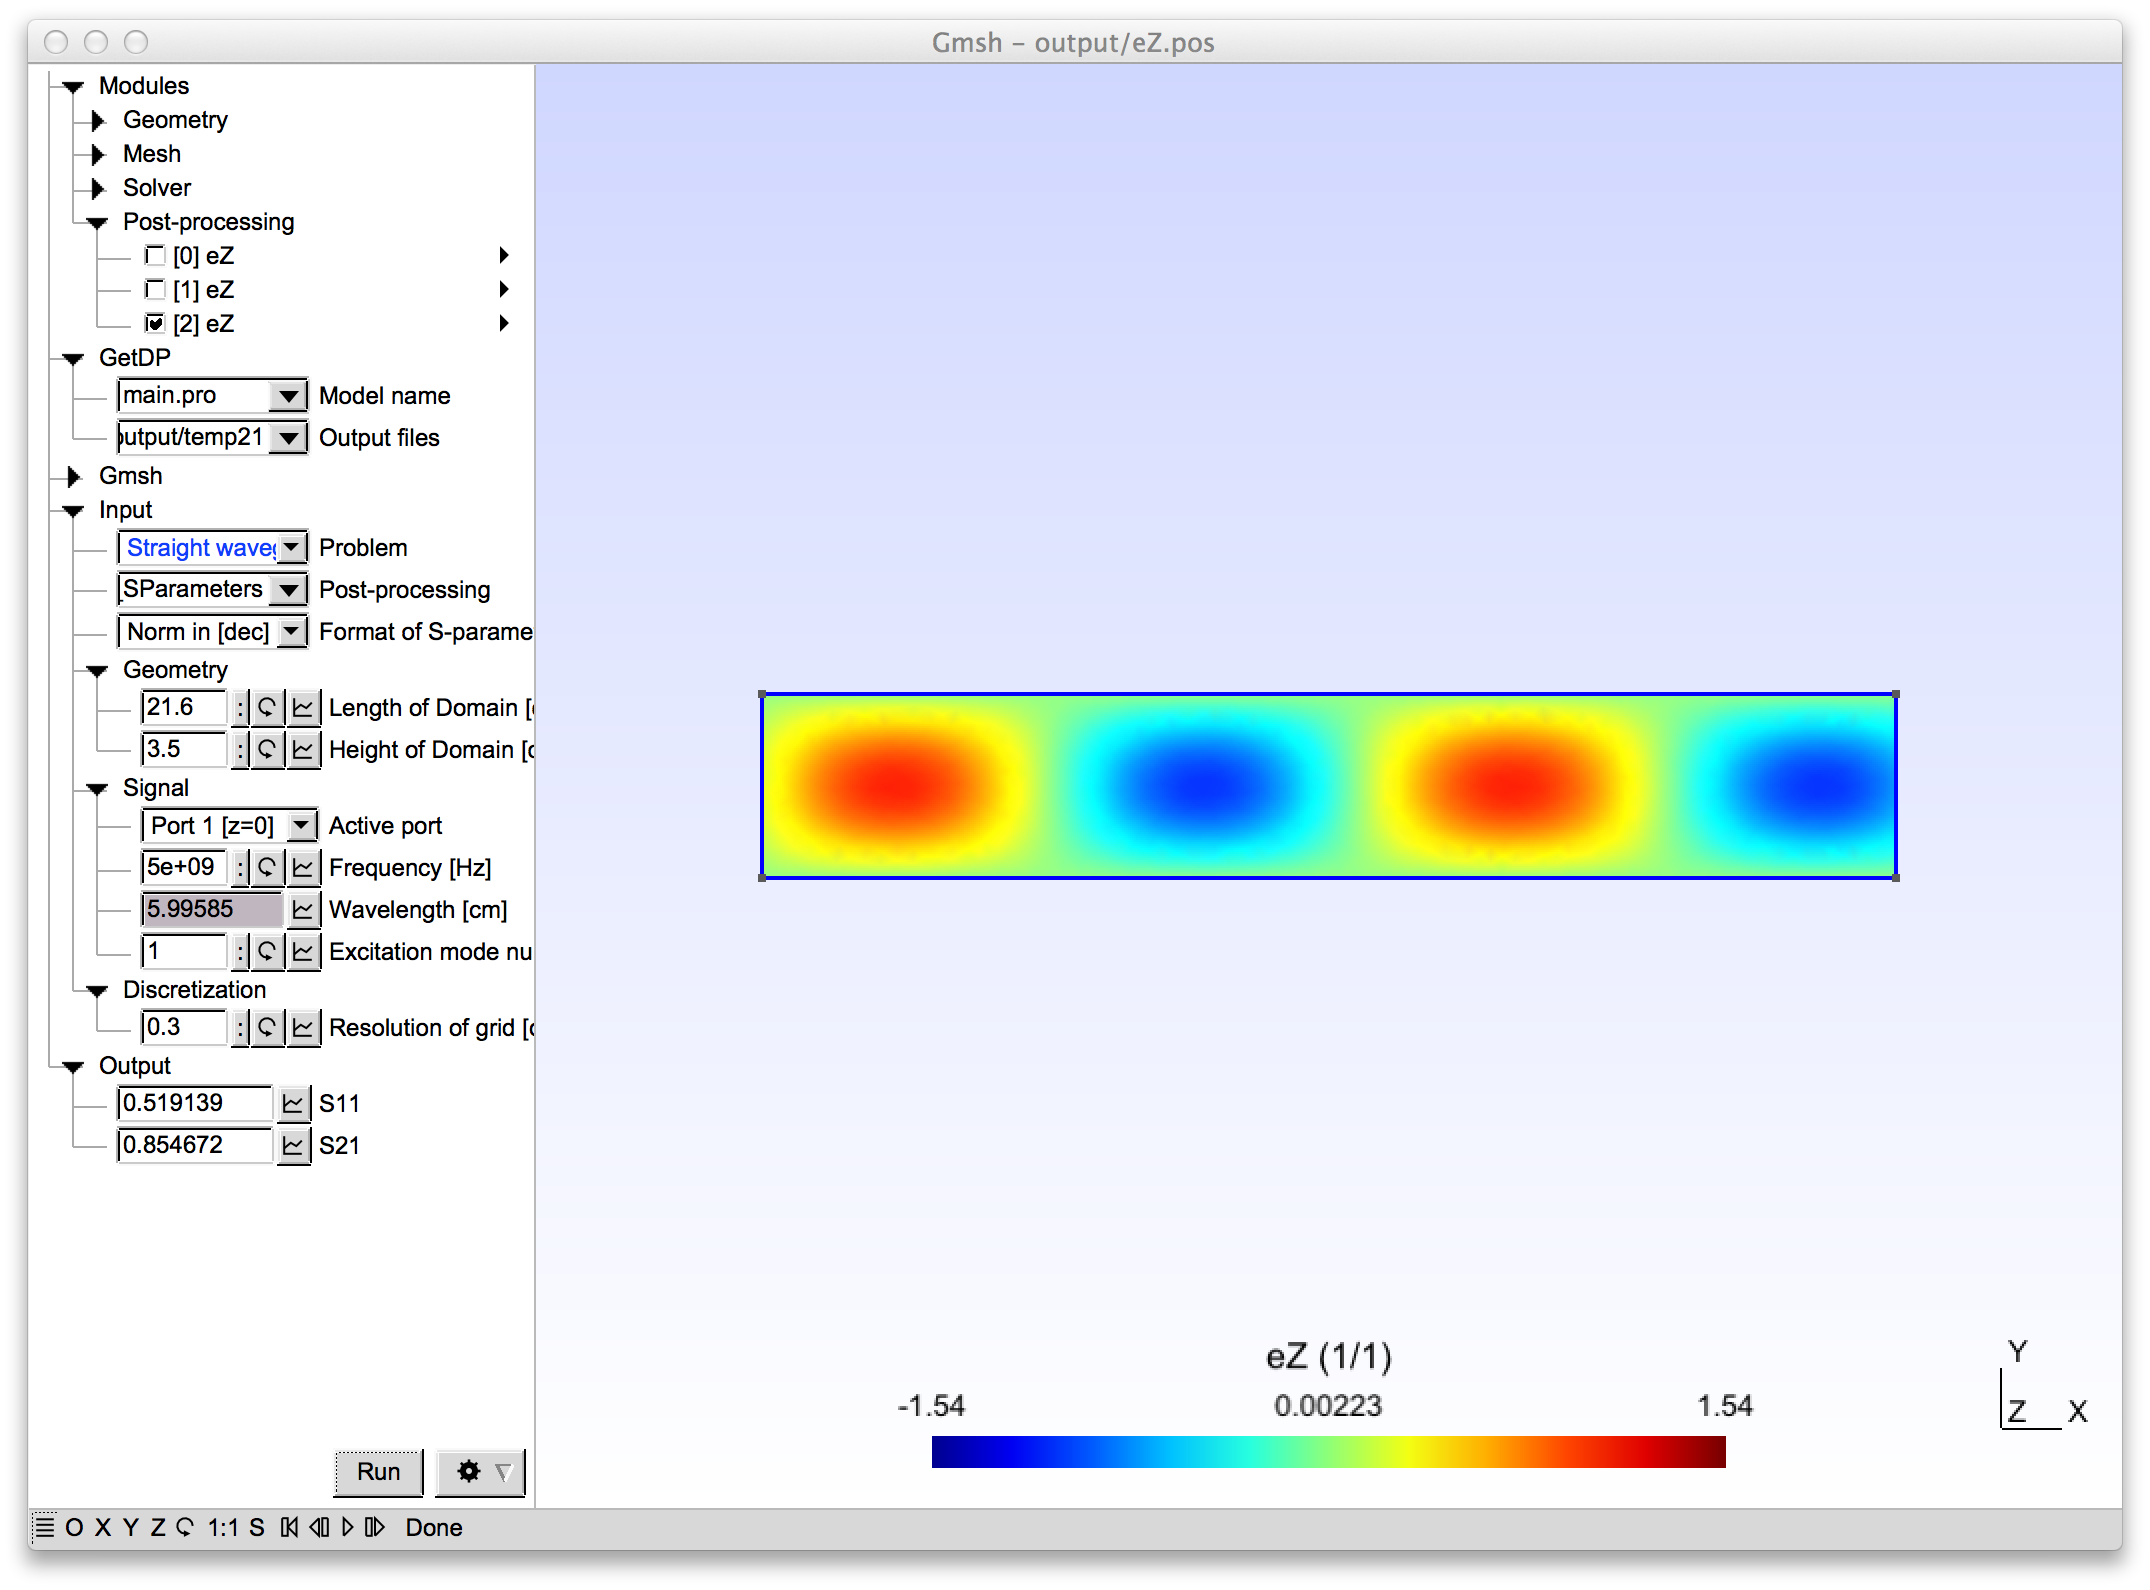 Gmsh - output/eZ.pos
Modules
Geometry
Mesh
Solver
Post-processing
[0] eZ
[1] eZ
[2] eZ
GetDP
main.pro Model name
output/temp21 Output files
Gmsh
Input
Straight waveg Problem
SParameters Post-processing
Norm in [dec] Format of S-parame
Geometry
21.6 : Length of Domain [c
3.5 : Height of Domain [c
Signal
Port 1 [z=0] Active port
5e+09 : Frequency [Hz]
5.99585 Wavelength [cm]
1 : Excitation mode nu
Discretization
0.3 : Resolution of grid [c
Output
0.519139 S11
0.854672 S21
eZ (1/1)
-1.54 0.00223 1.54
Y
Z X
Run
O X Y Z 1:1 S Done